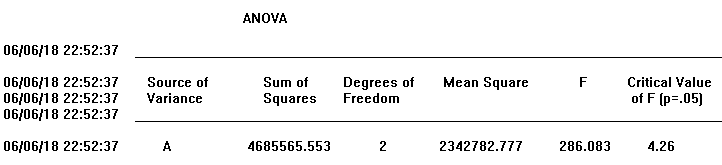 ANOVA
06/06/18 22:52:37
06/06/18 22:52:37 Source of Sum of Degrees of Mean Square F Critical Value
06/06/18 22:52:37 Variance Squares Freedom of F (p=.05)
06/06/18 22:52:37
06/06/18 22:52:37 A 4685565.553 2 2342782.777 286.083 4.26